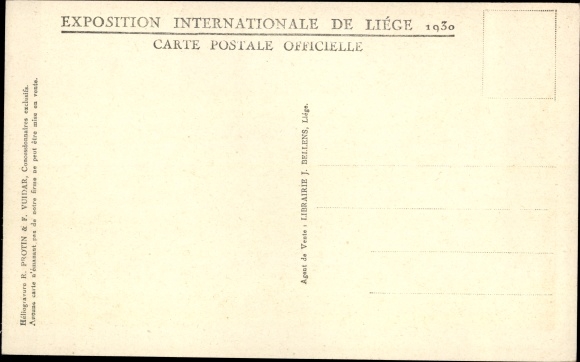 EXPOSITION INTERNATIONALE DE LIÉGE 1930
CARTE POSTALE OFFICIELLE
Héliogravure R. PROTIN & F. VUIDAR, Concessionnaires exclusifs.
Aucune carte n'émanant pas de notre firme ne peut être mise en vente.
Agent de Vente : LIBRAIRIE J. BELLENS, Liége.